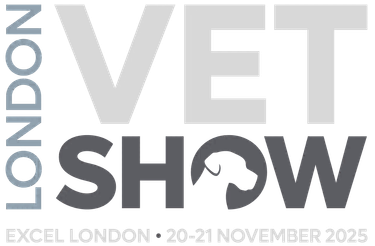 LONDON
VET
SHOW
EXCEL LONDON • 20-21 NOVEMBER 2025